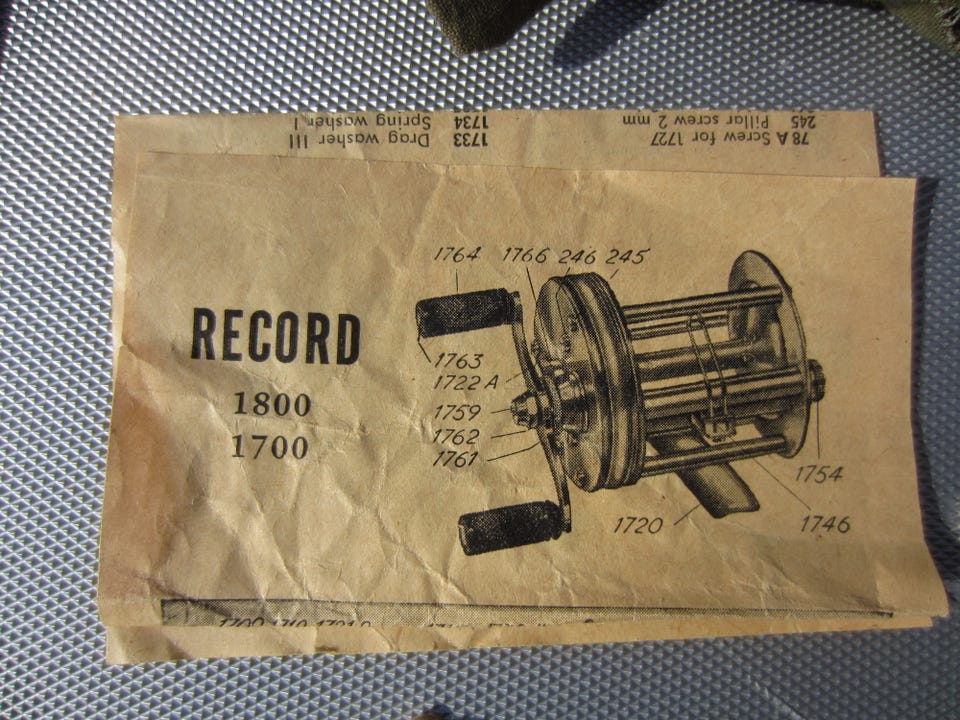 245 Pillar screw 2 mm
78 A Screw for 1727
1733 Drag washer III
1734 Spring washer I
RECORD
1800
1700
1764 1766 246 245
1763
1722 A
1759
1762
1761
1754
1720
1746